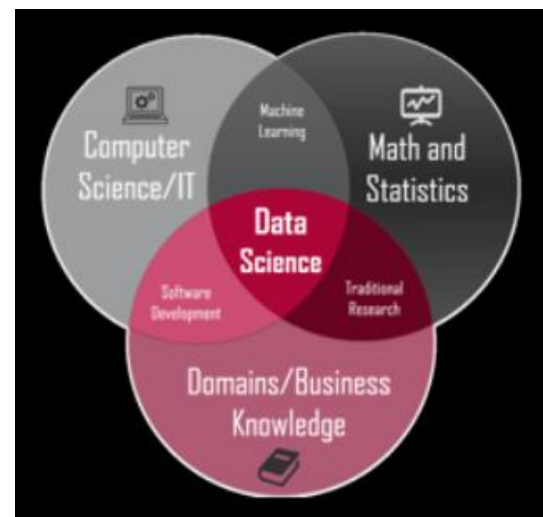 Machine
Learning
Computer
Science/IT
Math and
Statistics
Data
Science
Software
Development
Traditional
Research
Domains/Business
Knowledge